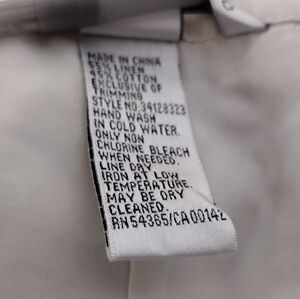 MADE IN CHINA
55% LINEN
45% COTTON
EXCLUSIVE OF
TRIMMING
STYLE NO.34128323
HAND WASH
IN COLD WATER.
ONLY NON
CHLORINE BLEACH
WHEN NEEDED.
LINE DRY
IRON AT LOW
TEMPERATURE.
MAY BE DRY
CLEANED.
RN54365/CA00142